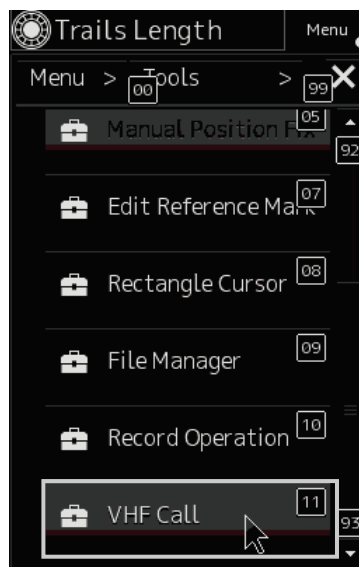 Trails Length Menu
Menu > Tools >
00 99
05
Manual Position Fix
92
07
Edit Reference Mark
08
Rectangle Cursor
09
File Manager
10
Record Operation
11
VHF Call
93